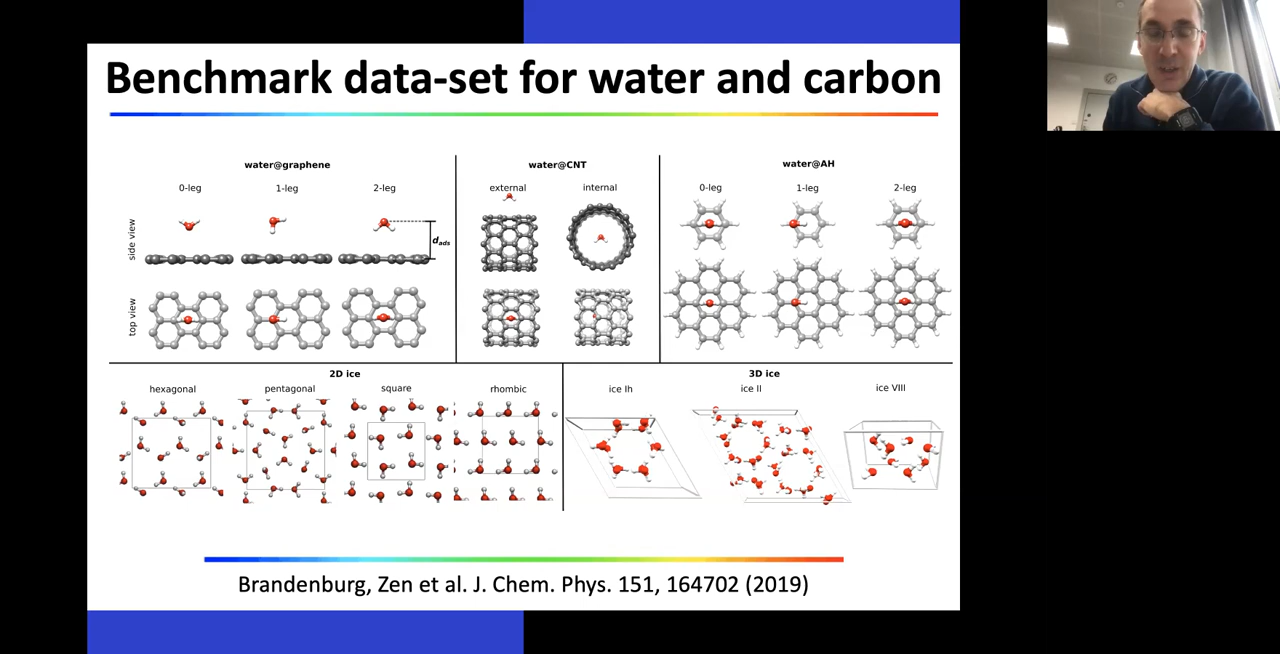 Benchmark data-set for water and carbon
water@graphene
0-leg 1-leg 2-leg
side view
d_ads
top view
water@CNT
external internal
water@AH
0-leg 1-leg 2-leg
2D ice
hexagonal pentagonal square rhombic
3D ice
ice Ih ice II ice VIII
Brandenburg, Zen et al. J. Chem. Phys. 151, 164702 (2019)